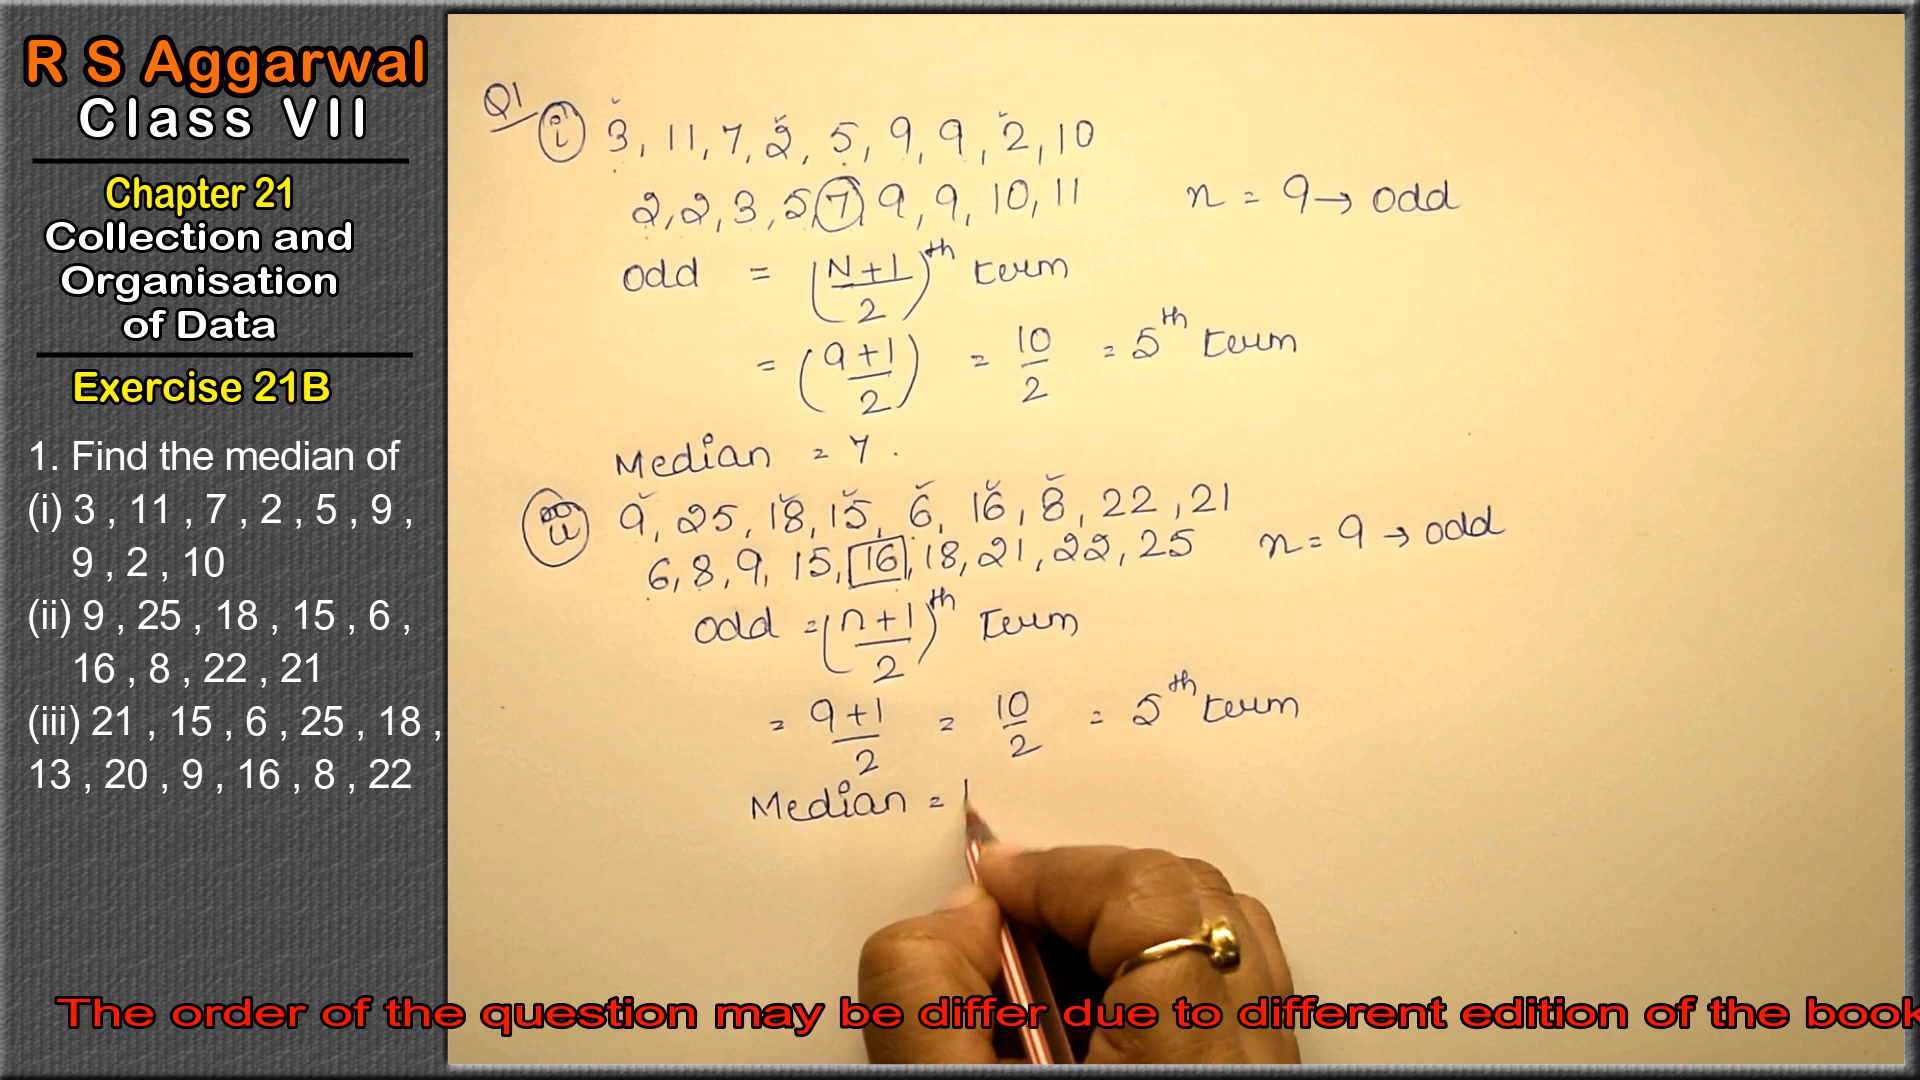 R S Aggarwal
Class VII
Chapter 21
Collection and
Organisation
of Data
Exercise 21B
1. Find the median of
(i) 3 , 11 , 7 , 2 , 5 , 9 ,
9 , 2 , 10
(ii) 9 , 25 , 18 , 15 , 6 ,
16 , 8 , 22 , 21
(iii) 21 , 15 , 6 , 25 , 18 ,
13 , 20 , 9 , 16 , 8 , 22
Q1 (i) 3, 11, 7, 2, 5, 9, 9, 2, 10
2, 2, 3, 5, 7, 9, 9, 10, 11 n = 9 → odd
odd = (N+1/2)th term
= (9+1/2) = 10/2 = 5th term
Median = 7.
(ii) 9, 25, 18, 15, 6, 16, 8, 22, 21
6, 8, 9, 15, 16, 18, 21, 22, 25 n = 9 → odd
odd = (n+1/2)th Term
= 9+1/2 = 10/2 = 5th term
Median = 1
The order of the question may be differ due to different edition of the book